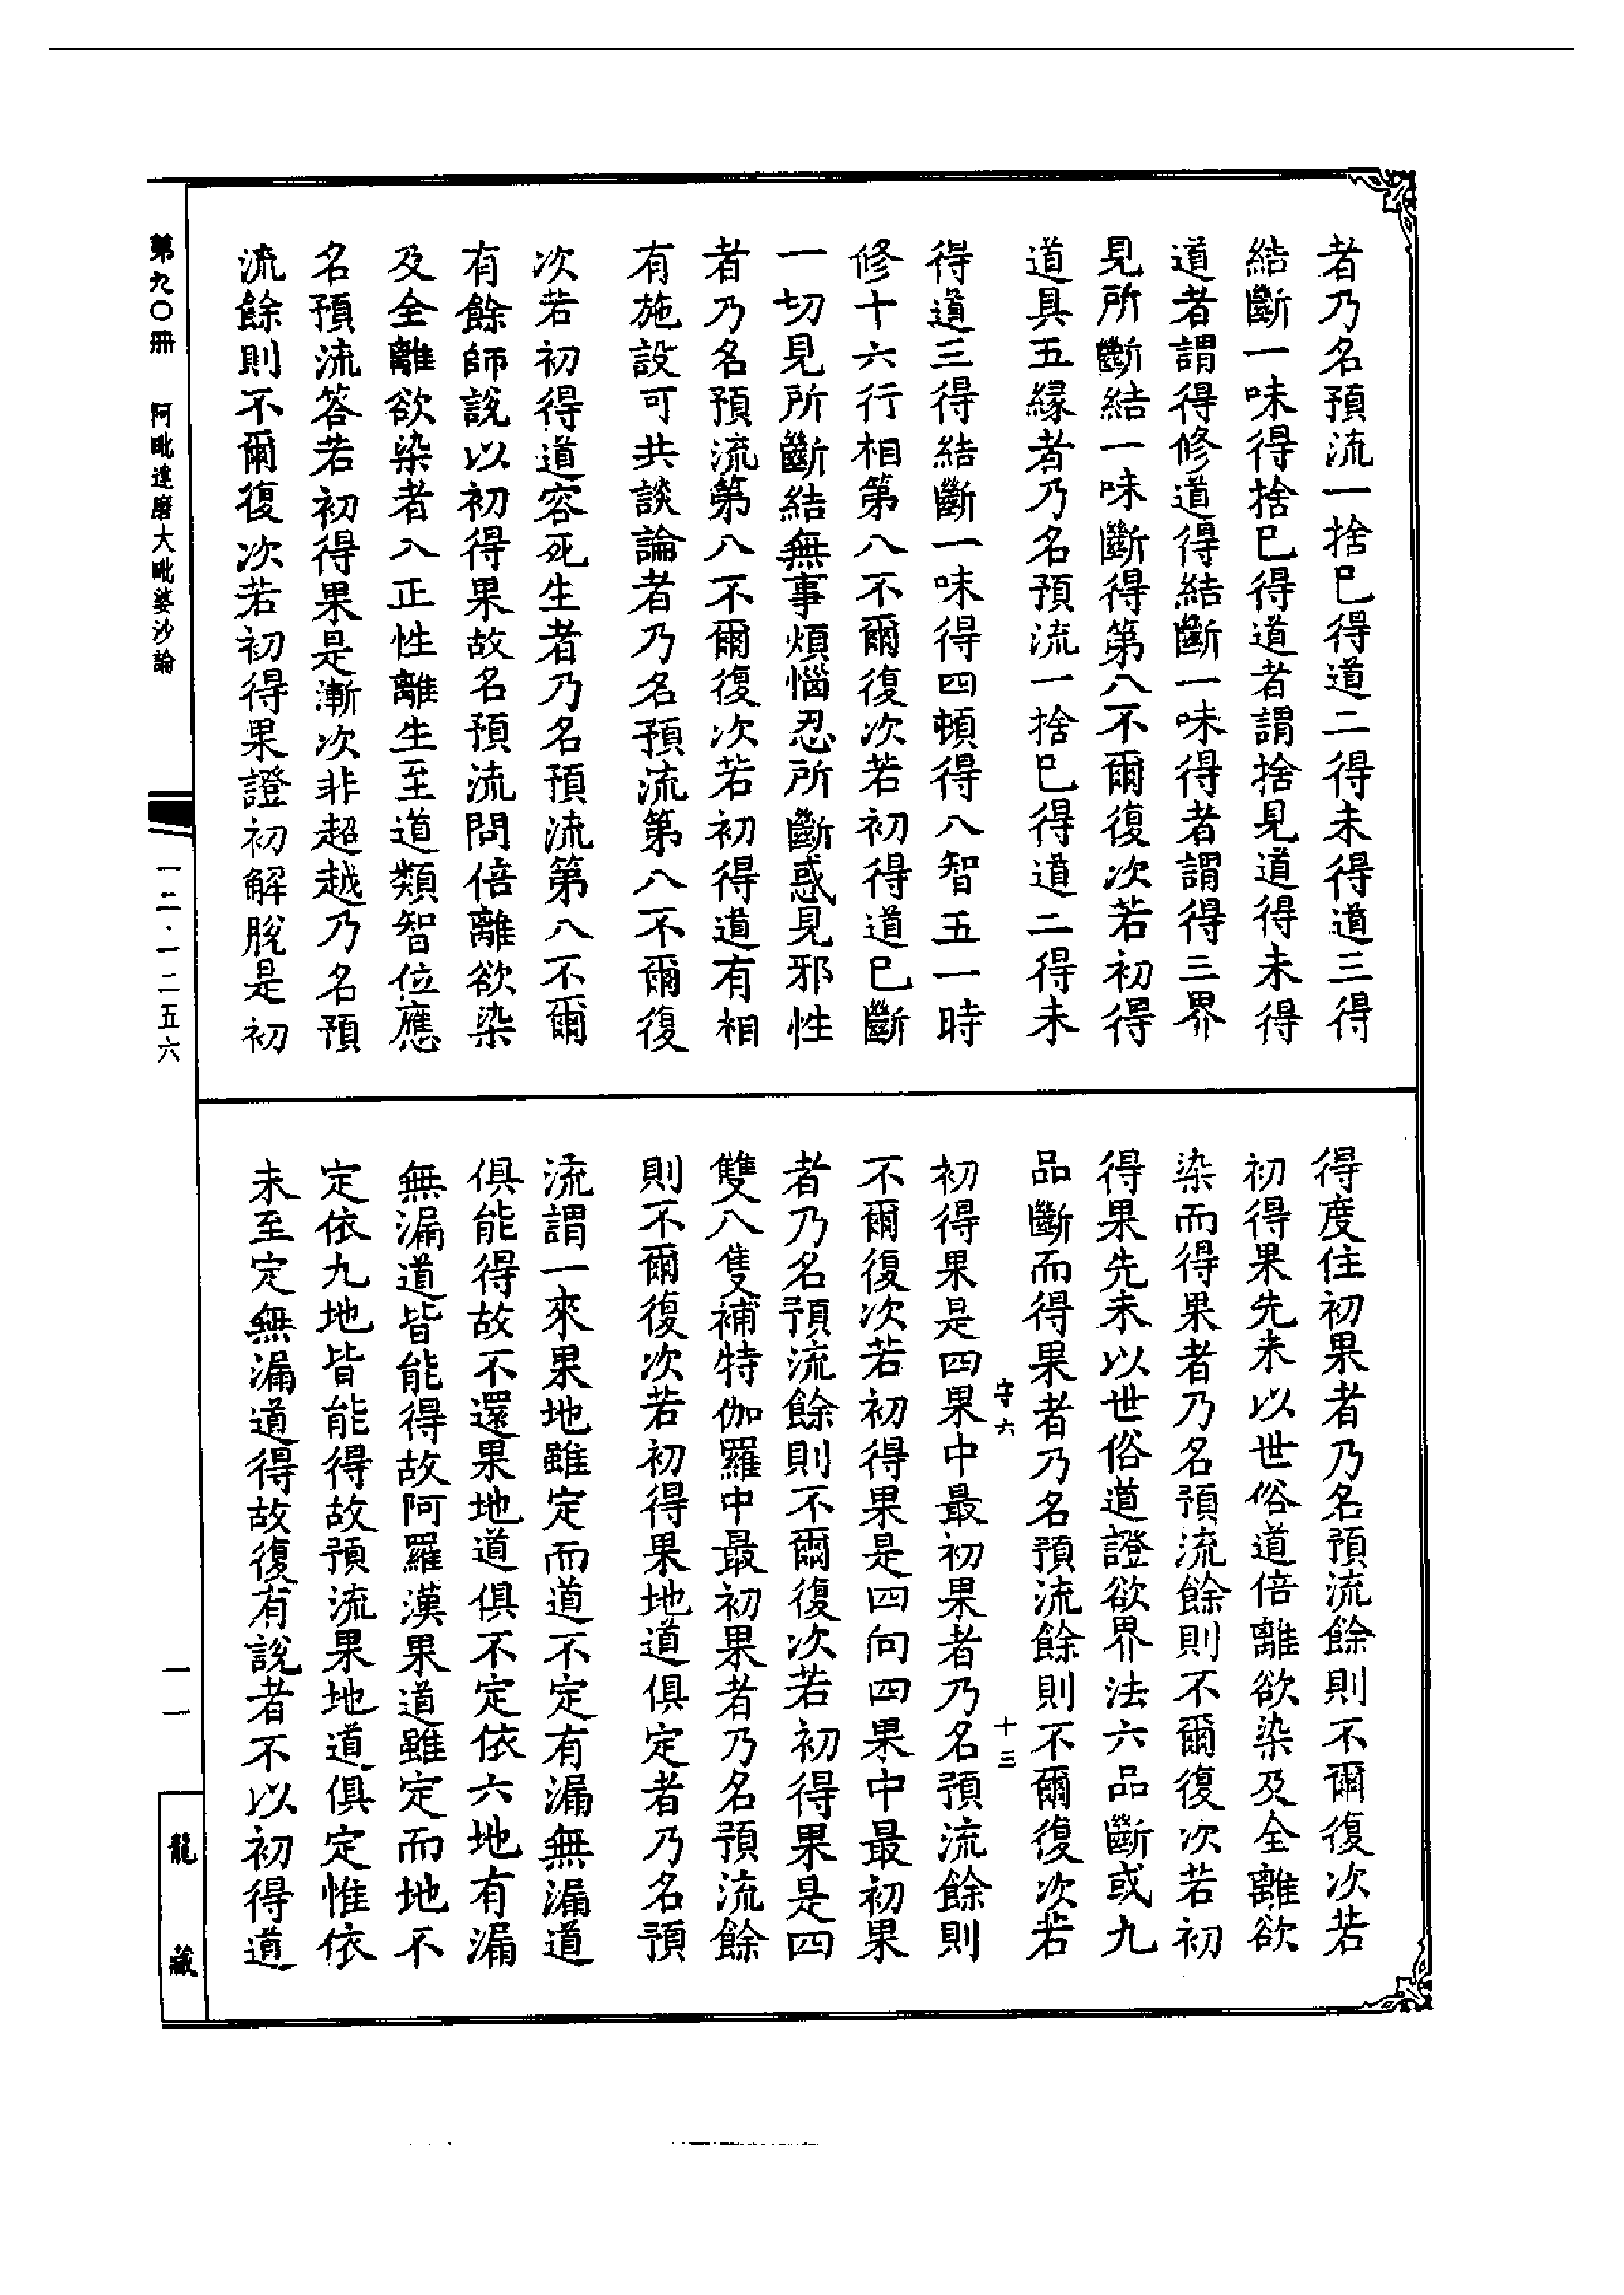 者乃名預流一捨巳得道二得未得道三得
結斷一味得捨巳得道者謂捨見道得未得
道者謂得修道得結斷一味得者謂得三界
見所斷結一味斷得第八不爾復次若初得
道具五緣者乃名預流一捨巳得道二得未
得道三得結斷一味得四頓得八智五一時
修十六行相第八不爾復次若初得道巳斷
一切見所斷結無事煩惱忍所斷惑見邪性
者乃名預流第八不爾復次若初得道有相
有施設可共談論者乃名預流第八不爾復
次若初得道容死生者乃名預流第八不爾
有餘師說以初得果故名預流問倍離欲染
及全離欲染者八正性離生至道類智位應
名預流答若初得果是漸次非超越乃名預
流餘則不爾復次若初得果證初解脫是初
得度住初果者乃名預流餘則不爾復次若
初得果先未以世俗道倍離欲染及全離欲
染而得果者乃名預流餘則不爾復次若初
得果先未以世俗道證欲界法六品斷或九
品斷而得果者乃名預流餘則不爾復次若
守六
十三
初得果是四果中最初果者乃名預流餘則
不爾復次若初得果是四向四果中最初果
者乃名預流餘則不爾復次若初得果是四
雙八隻補特伽羅中最初果者乃名預流餘
則不爾復次若初得果地道俱定者乃名預
流謂一來果地雖定而道不定有漏無漏道
俱能得故不還果地道俱不定依六地有漏
無漏道皆能得故阿羅漢果道雖定而地不
定依九地皆能得故預流果地道俱定惟依
未至定無漏道得故復有說者不以初得道
第九〇冊
阿毗達磨大毗婆沙論
一二·一二五六
一一
龍藏